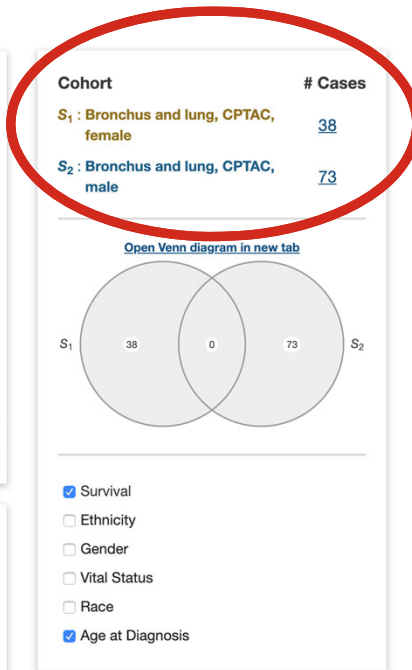 Cohort # Cases
S1 : Bronchus and lung, CPTAC, female 38
S2 : Bronchus and lung, CPTAC, male 73
Open Venn diagram in new tab
S1 38 0 73 S2
Survival
Ethnicity
Gender
Vital Status
Race
Age at Diagnosis